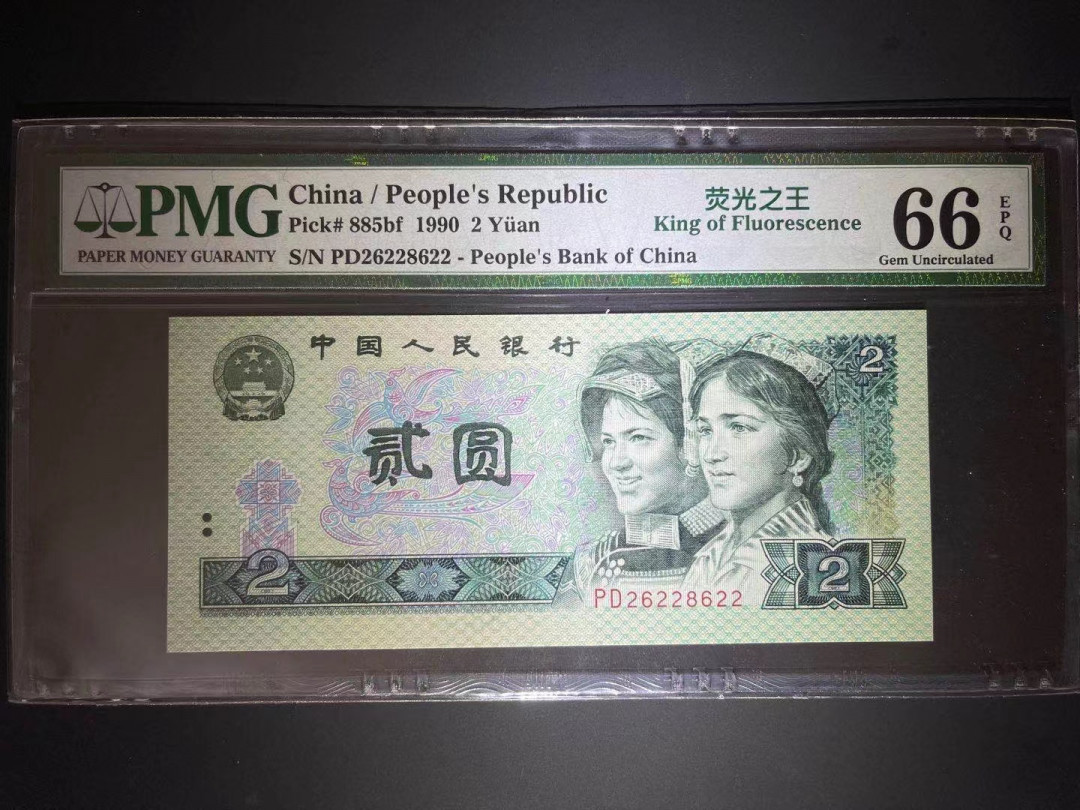 PMG
PAPER MONEY GUARANTY
China / People's Republic
Pick# 885bf 1990 2 Yüan
S/N PD26228622 - People's Bank of China
荧光之王
King of Fluorescence
66
EPQ
Gem Uncirculated
中国人民银行
贰圆
2
2
2
PD26228622